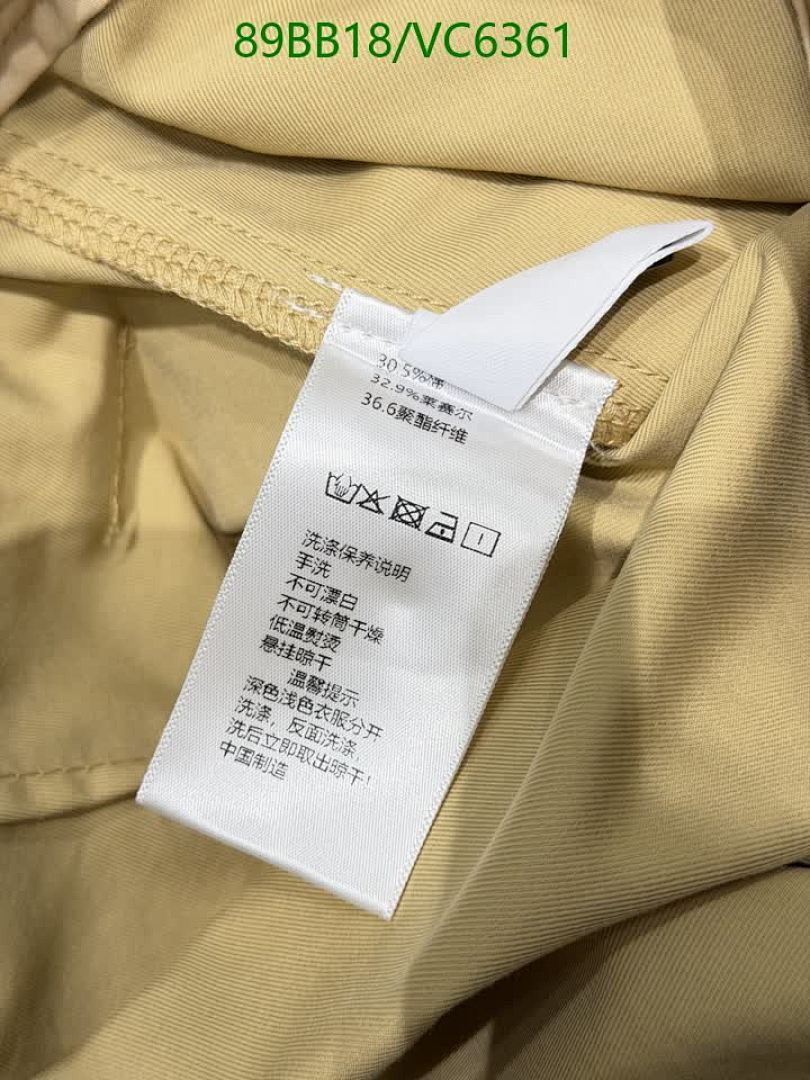 89BB18/VC6361
30.5%棉
32.9%莱赛尔
36.6聚酯纤维
洗涤保养说明
手洗
不可漂白
不可转筒干燥
低温熨烫
悬挂晾干
温馨提示
深色浅色衣服分开
洗涤，反面洗涤，
洗后立即取出晾干！
中国制造